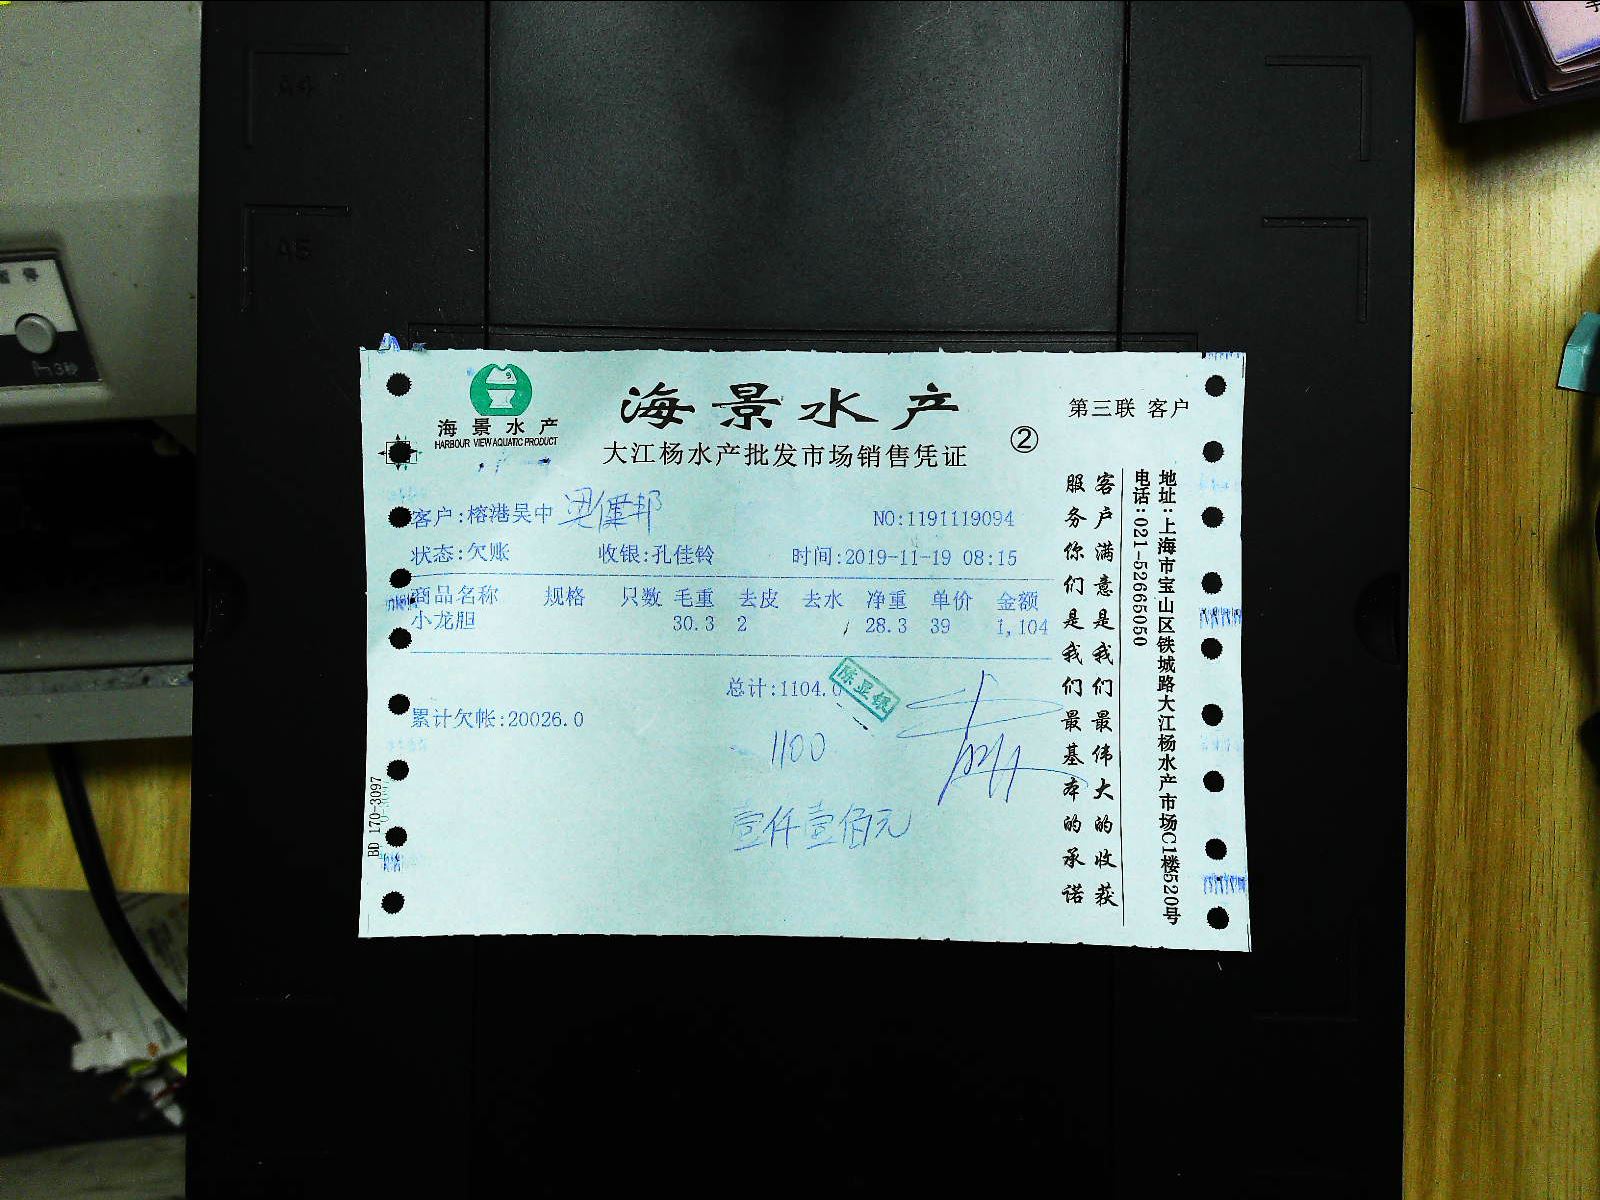 A4
A5
3秒
海景水产
HARBOUR VIEW AQUATIC PRODUCT
海景水产
大江杨水产批发市场销售凭证
②
第三联 客户
客户:榕港吴中
NO:1191119094
状态:欠账 收银:孔佳铃 时间:2019-11-19 08:15
商品名称 规格 只数 毛重 去皮 去水 净重 单价 金额
小龙胆 30.3 2 / 28.3 39 1,104
总计:1104.0
陈亚银
累计欠帐:20026.0
1100
壹仟壹佰元
BD 170-3097
客户满意是我们最伟大的收获
服务你们是我们最基本的承诺
地址:上海市宝山区铁城路大江杨水产市场C1楼520号
电话:021-52665050